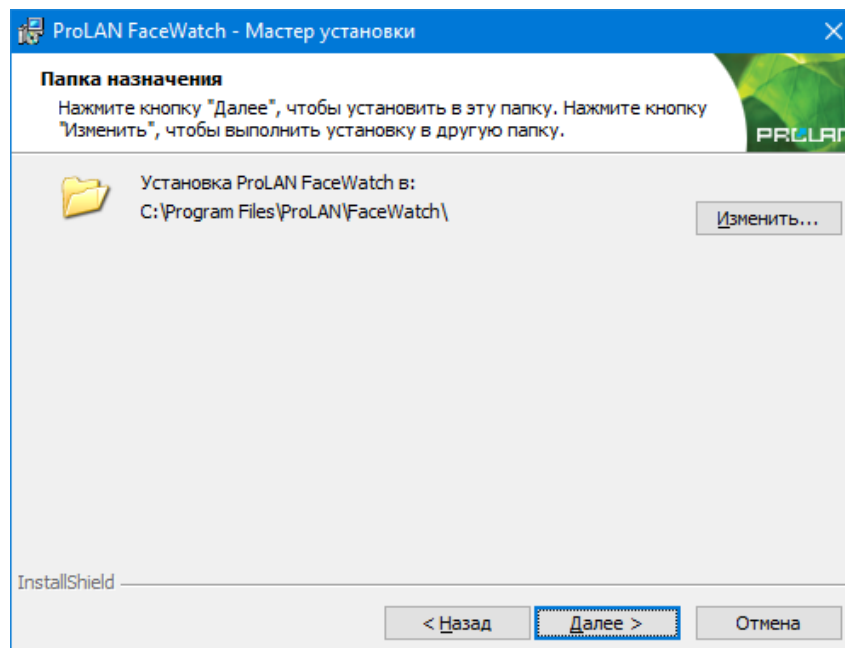 ProLAN FaceWatch - Мастер установки
Папка назначения
Нажмите кнопку "Далее", чтобы установить в эту папку. Нажмите кнопку
"Изменить", чтобы выполнить установку в другую папку.
PROLAN
Установка ProLAN FaceWatch в:
C:\Program Files\ProLAN\FaceWatch\
Изменить...
InstallShield
< Назад
Далее >
Отмена